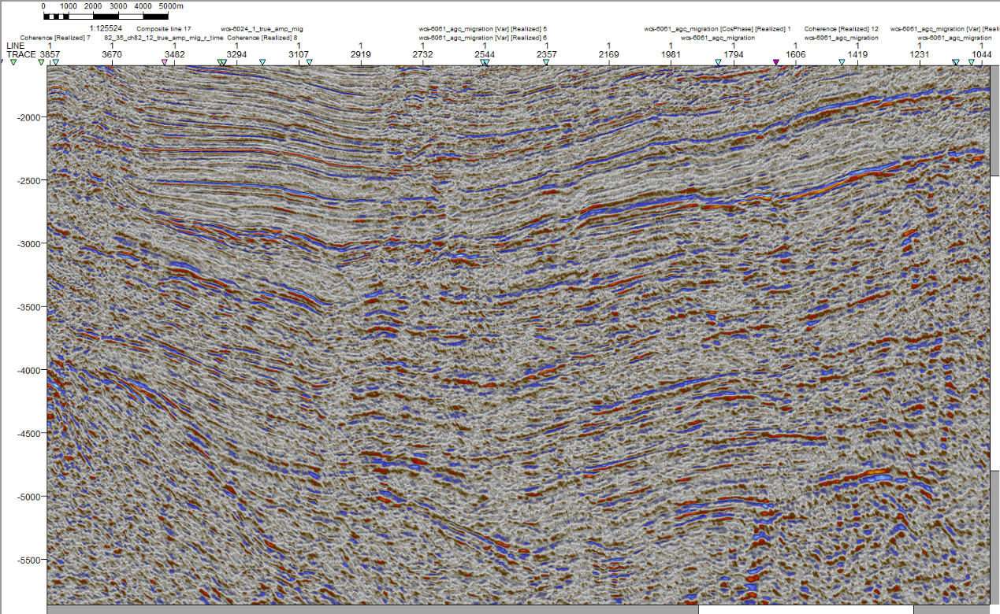 0 1000 2000 3000 4000 5000m
1:125524 Composite line 17 wcs-6024_1_true_amp_mig wcs-6061_agc_migration [Var] [Realized] 5 wcs-6061_agc_migration [CosPhase] [Realized] 1 Coherence [Realized] 12 wcs-6061_agc_migration [Var] [Reali
Coherence [Realized] 7 82_35_ch82_12_true_amp_mig_r_time Coherence [Realized] 8 wcs-6061_agc_migration [Var] [Realized] 6 wcs-6061_agc_migration wcs-6061_agc_migration wcs-6061_agc_migration
LINE 1 1 1 1 1 1 1 1 1 1 1 1 1 1 1 1
TRACE 3857 3670 3482 3294 3107 2919 2732 2544 2357 2169 1981 1794 1606 1419 1231 1044
-2000
-2500
-3000
-3500
-4000
-4500
-5000
-5500